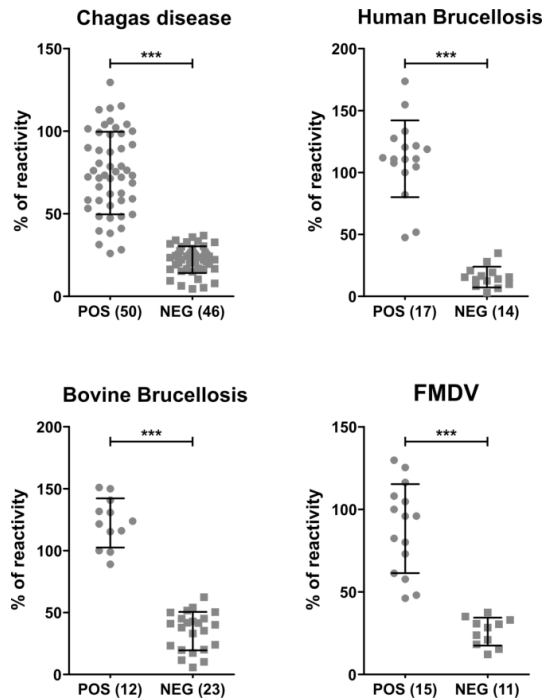 Chagas disease
% of reactivity
150
100
50
0
***
POS (50) NEG (46)
Human Brucellosis
% of reactivity
200
150
100
50
0
***
POS (17) NEG (14)
Bovine Brucellosis
% of reactivity
200
150
100
50
0
***
POS (12) NEG (23)
FMDV
% of reactivity
150
100
50
0
***
POS (15) NEG (11)